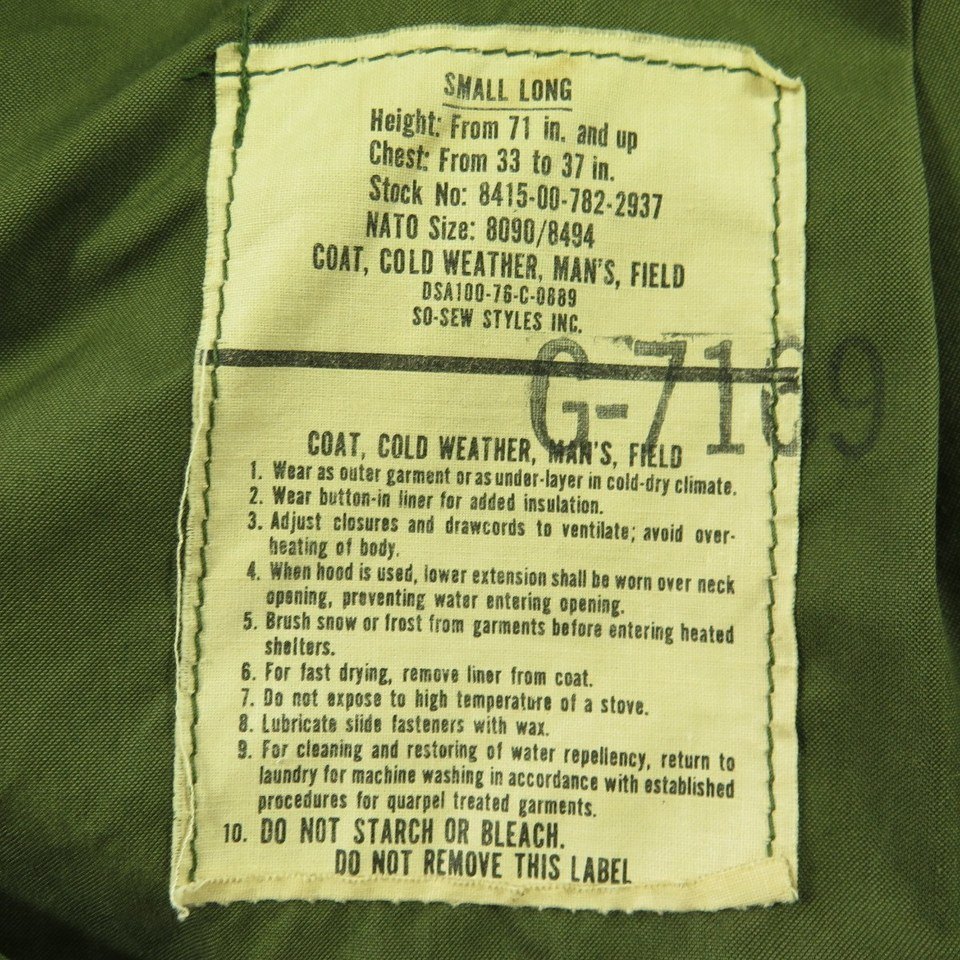 SMALL LONG
Height: From 71 in. and up
Chest: From 33 to 37 in.
Stock No: 8415-00-782-2937
NATO Size: 8090/8494
COAT, COLD WEATHER, MAN'S, FIELD
DSA100-76-C-0889
SO-SEW STYLES INC.
G-7169
COAT, COLD WEATHER, MAN'S, FIELD
1. Wear as outer garment or as under-layer in cold-dry climate.
2. Wear button-in liner for added insulation.
3. Adjust closures and drawcords to ventilate; avoid over-
heating of body.
4. When hood is used, lower extension shall be worn over neck
opening, preventing water entering opening.
5. Brush snow or frost from garments before entering heated
shelters.
6. For fast drying, remove liner from coat.
7. Do not expose to high temperature of a stove.
8. Lubricate slide fasteners with wax.
9. For cleaning and restoring of water repellency, return to
laundry for machine washing in accordance with established
procedures for quarpel treated garments.
10. DO NOT STARCH OR BLEACH.
DO NOT REMOVE THIS LABEL